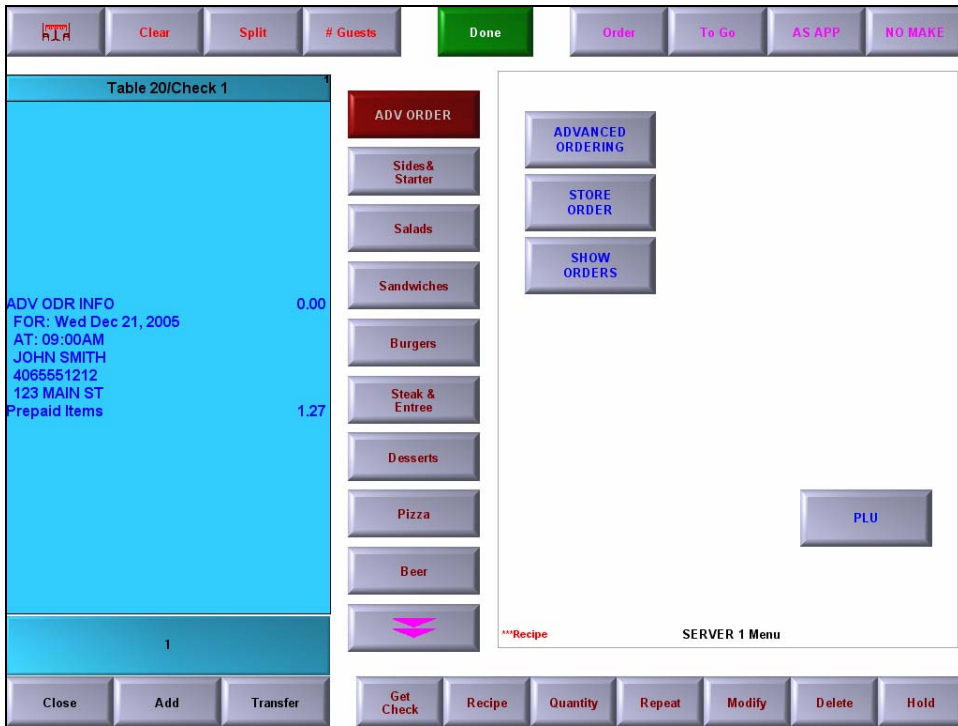 Clear
Split
# Guests
Done
Order
To Go
AS APP
NO MAKE
Table 20/Check 1
1
ADV ODR INFO 0.00
FOR: Wed Dec 21, 2005
AT: 09:00AM
JOHN SMITH
4065551212
123 MAIN ST
Prepaid Items 1.27
1
Close
Add
Transfer
ADV ORDER
Sides&
Starter
Salads
Sandwiches
Burgers
Steak &
Entree
Desserts
Pizza
Beer
ADVANCED
ORDERING
STORE
ORDER
SHOW
ORDERS
PLU
***Recipe
SERVER 1 Menu
Get
Check
Recipe
Quantity
Repeat
Modify
Delete
Hold